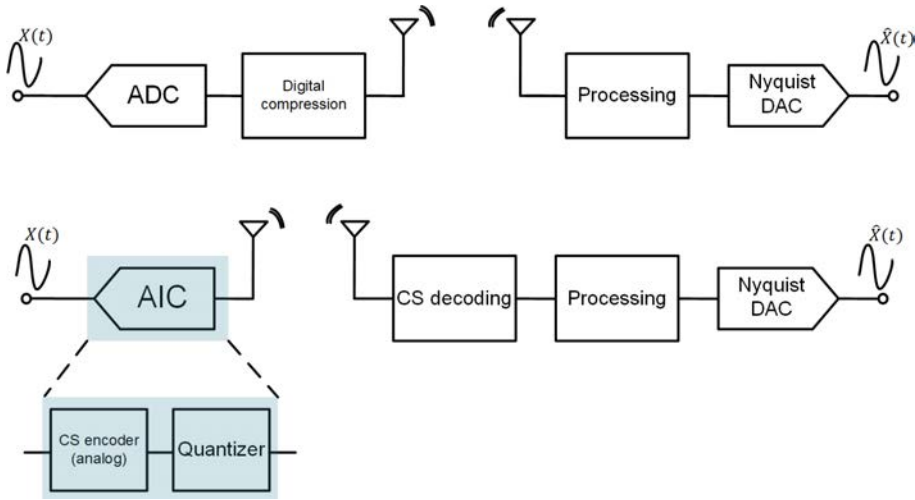 X(t)
ADC
Digital
compression
Processing
Nyquist
DAC
X̂(t)
X(t)
AIC
CS decoding
Processing
Nyquist
DAC
X̂(t)
CS encoder
(analog)
Quantizer